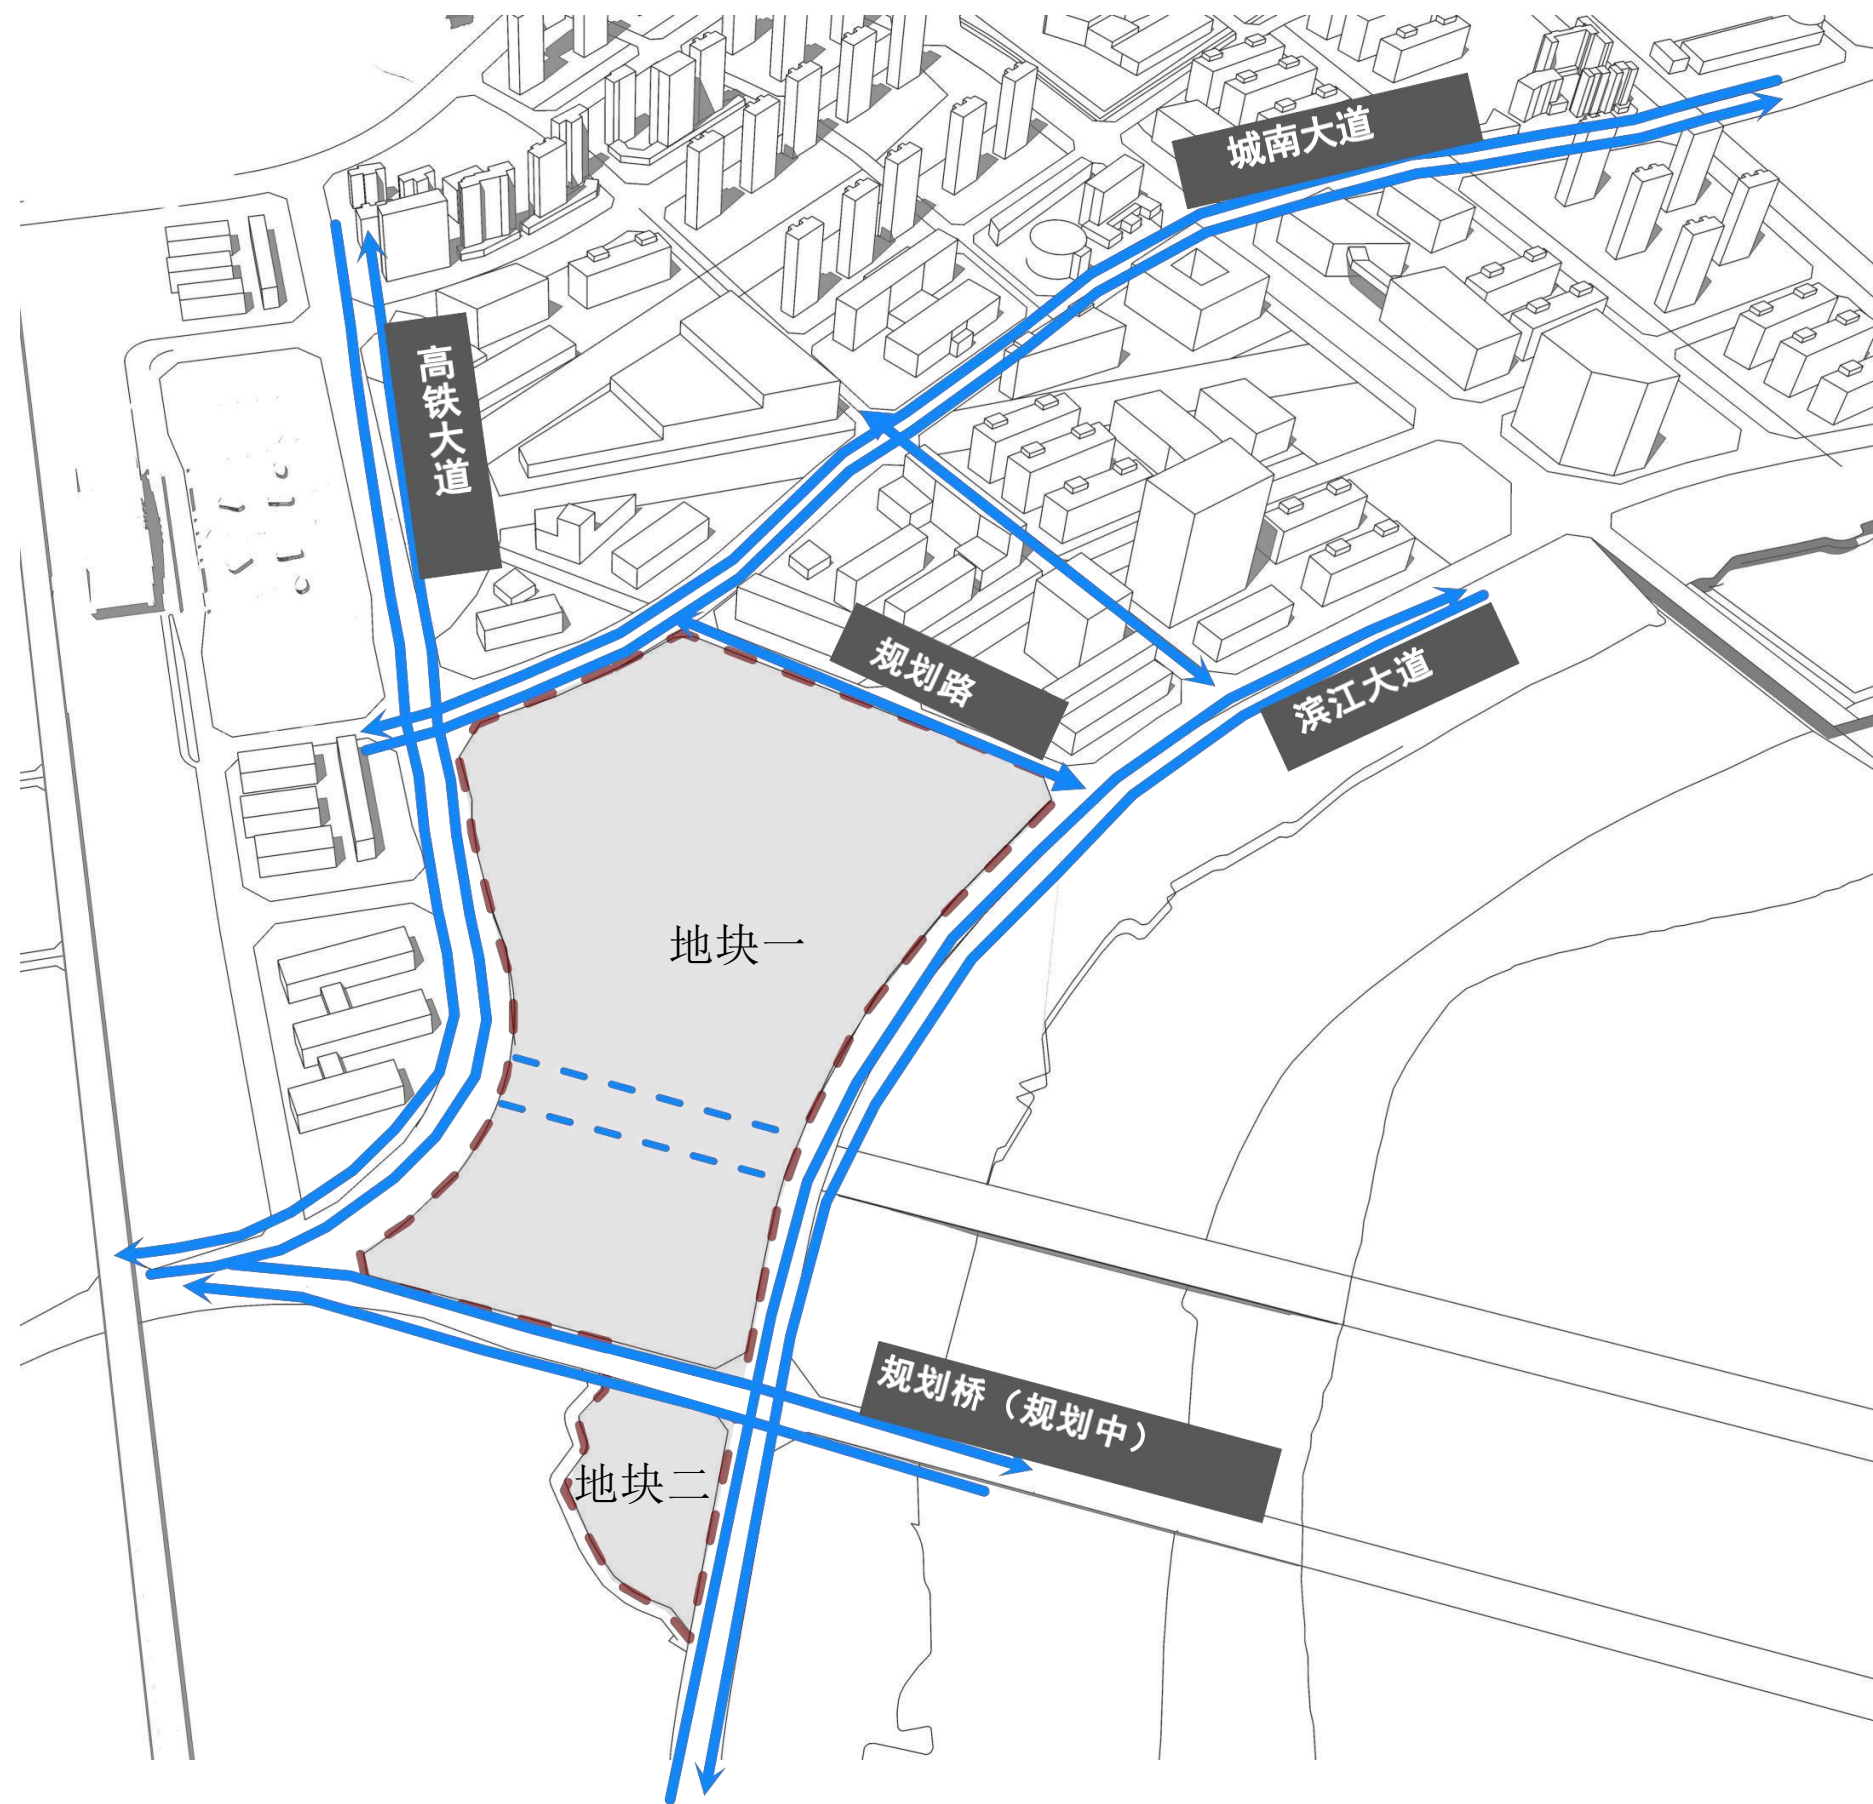 城南大道
高铁大道
规划路
滨江大道
地块一
规划桥（规划中）
地块二